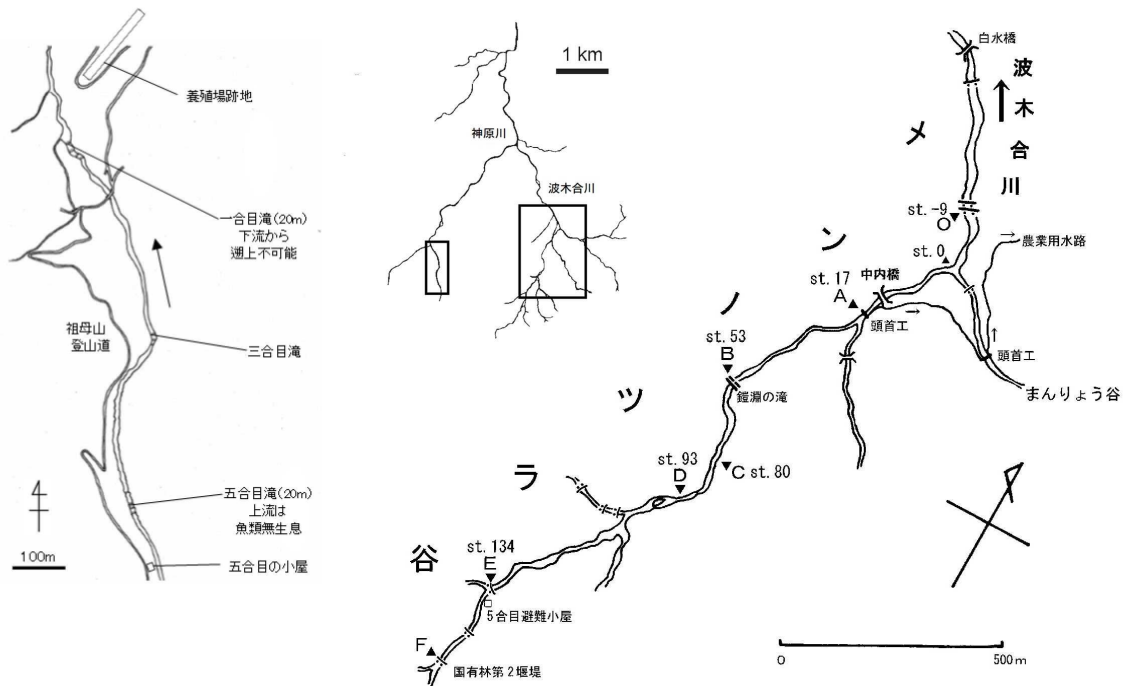 養殖場跡地
一合目滝(20m)
下流から
遡上不可能
祖母山
登山道
三合目滝
五合目滝(20m)
上流は
魚類無生息
五合目の小屋
100m
1 km
神原川
波木合川
白水橋
波木合川
メンノツラ谷
st. -9
O
st. 0
農業用水路
中内橋
st. 17
A
頭首工
頭首工
まんりょう谷
st. 53
B
鎧淵の滝
C st. 80
st. 93
D
st. 134
E
5合目避難小屋
F
国有林第2堰堤
0
500m